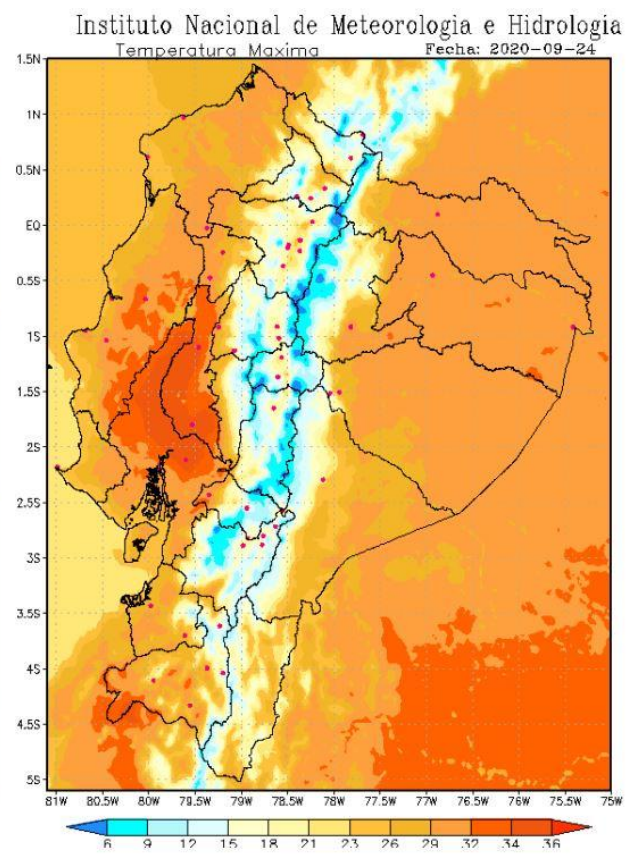 Instituto Nacional de Meteorologia e Hidrologia
Temperatura Maxima Fecha: 2020-09-24
1.5N
1N
0.5N
EQ
0.5S
1S
1.5S
2S
2.5S
3S
3.5S
4S
4.5S
5S
81W 80.5W 80W 79.5W 79W 78.5W 78W 77.5W 77W 76.5W 76W 75.5W 75W
6 9 12 15 18 21 23 26 29 32 34 36